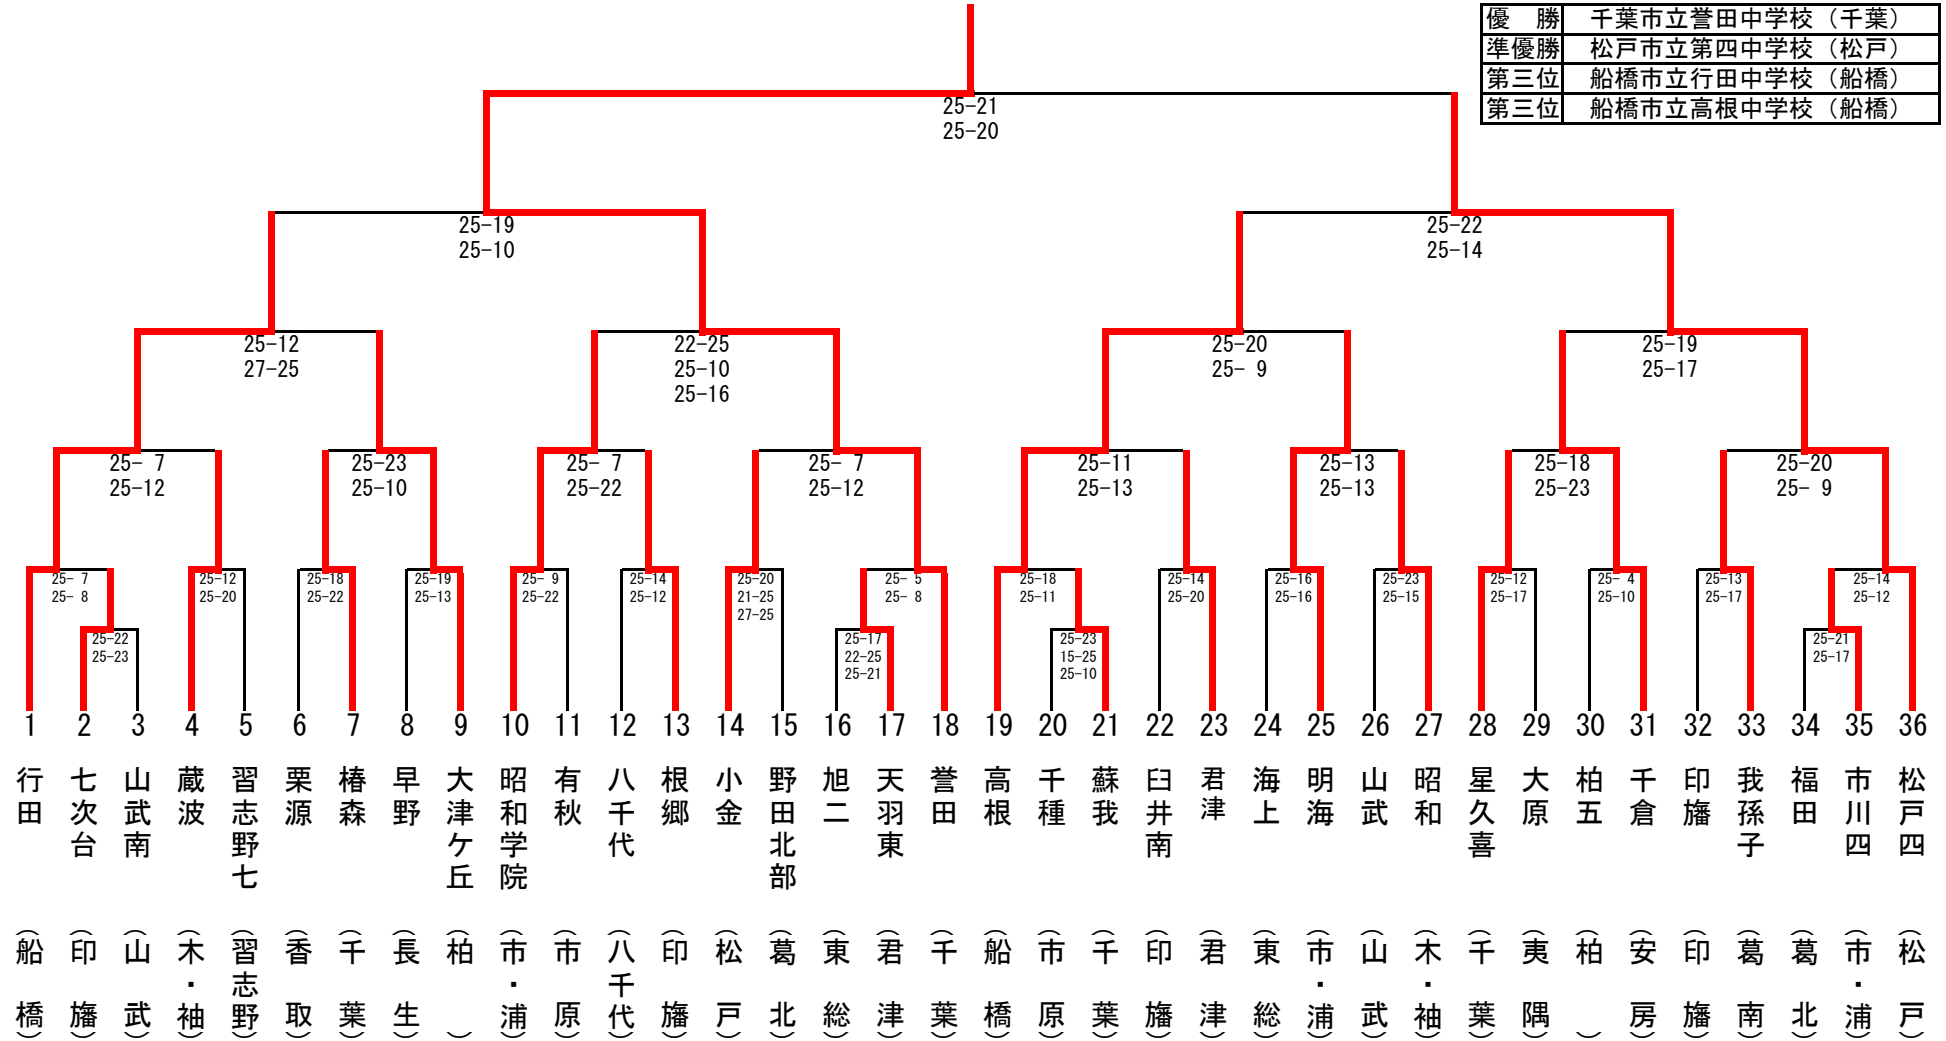 優　勝　千葉市立誉田中学校（千葉）
準優勝　松戸市立第四中学校（松戸）
第三位　船橋市立行田中学校（船橋）
第三位　船橋市立高根中学校（船橋）
25-21
25-20
25-19
25-10
25-22
25-14
25-12
27-25
22-25
25-10
25-16
25-20
25- 9
25-19
25-17
25- 7
25-12
25-23
25-10
25- 7
25-22
25- 7
25-12
25-11
25-13
25-13
25-13
25-18
25-23
25-20
25- 9
25- 7
25- 8
25-12
25-20
25-18
25-22
25-19
25-13
25- 9
25-22
25-14
25-12
25-20
21-25
27-25
25- 5
25- 8
25-18
25-11
25-14
25-20
25-16
25-16
25-23
25-15
25-12
25-17
25- 4
25-10
25-13
25-17
25-14
25-12
25-22
25-23
25-17
22-25
25-21
25-23
15-25
25-10
25-21
25-17
1 行田（船橋）
2 七次台（印旛）
3 山武南（山武）
4 蔵波（木・袖）
5 習志野七（習志野）
6 栗源（香取）
7 椿森（千葉）
8 早野（長生）
9 大津ケ丘（柏）
10 昭和学院（市・浦）
11 有秋（市原）
12 八千代（八千代）
13 根郷（印旛）
14 小金（松戸）
15 野田北部（葛北）
16 旭二（東総）
17 天羽東（君津）
18 誉田（千葉）
19 高根（船橋）
20 千種（市原）
21 蘇我（千葉）
22 臼井南（印旛）
23 君津（君津）
24 海上（東総）
25 明海（市・浦）
26 山武（山武）
27 昭和（木・袖）
28 星久喜（千葉）
29 大原（夷隅）
30 柏五（柏）
31 千倉（安房）
32 印旛（印旛）
33 我孫子（葛南）
34 福田（葛北）
35 市川四（市・浦）
36 松戸四（松戸）